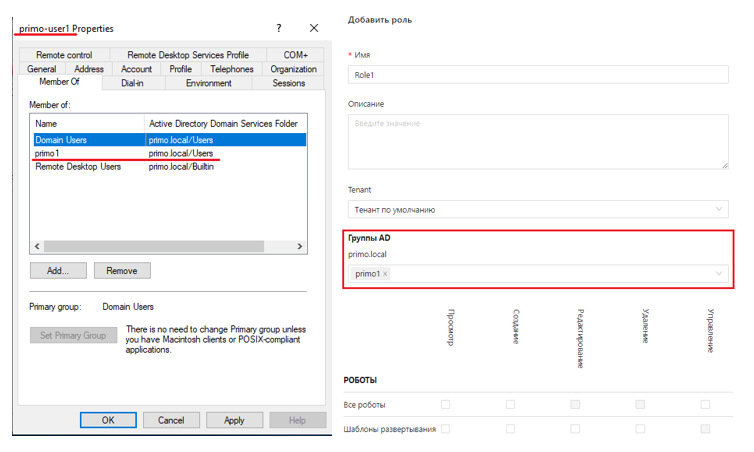 primo-user1 Properties
? ×
Remote control Remote Desktop Services Profile COM+
General Address Account Profile Telephones Organization
Member Of Dial-in Environment Sessions
Member of:
Name Active Directory Domain Services Folder
Domain Users primo.local/Users
primo1 primo.local/Users
Remote Desktop Users primo.local/Builtin
Add... Remove
Primary group: Domain Users
Set Primary Group
There is no need to change Primary group unless
you have Macintosh clients or POSIX-compliant
applications.
OK Cancel Apply Help
Добавить роль
* Имя
Role1
Описание
Введите значение
Tenant
Тенант по умолчанию
Группы AD
primo.local
primo1 ×
Просмотр
Создание
Редактирование
Удаление
Управление
РОБОТЫ
Все роботы
Шаблоны развертывания